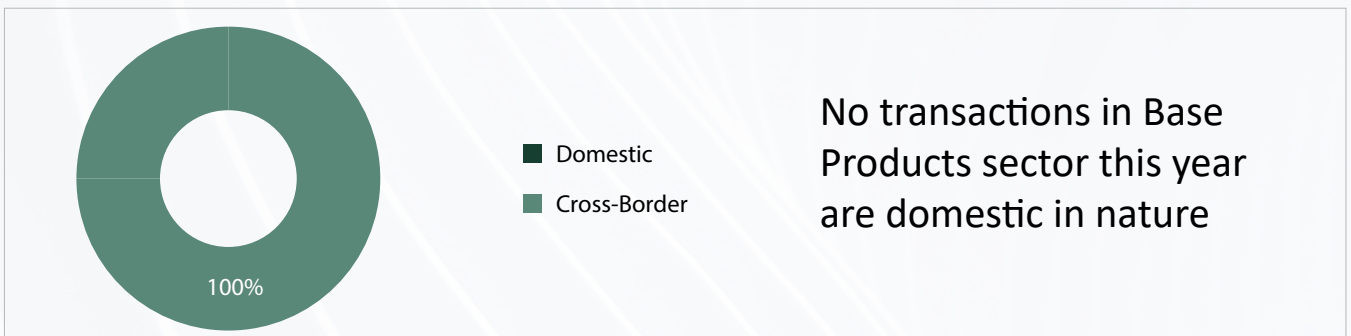 100%
Domestic
Cross-Border
No transactions in Base
Products sector this year
are domestic in nature